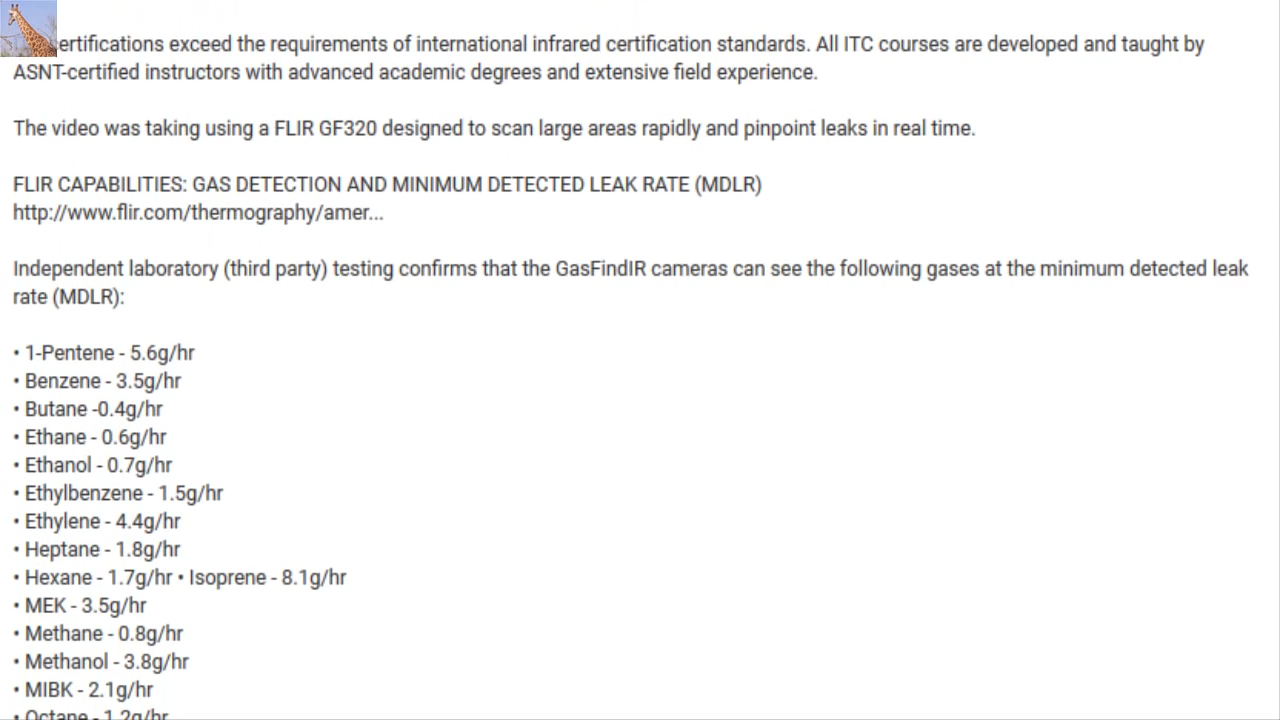 ertifications exceed the requirements of international infrared certification standards. All ITC courses are developed and taught by
ASNT-certified instructors with advanced academic degrees and extensive field experience.
The video was taking using a FLIR GF320 designed to scan large areas rapidly and pinpoint leaks in real time.
FLIR CAPABILITIES: GAS DETECTION AND MINIMUM DETECTED LEAK RATE (MDLR)
http://www.flir.com/thermography/amer...
Independent laboratory (third party) testing confirms that the GasFindIR cameras can see the following gases at the minimum detected leak
rate (MDLR):
• 1-Pentene - 5.6g/hr
• Benzene - 3.5g/hr
• Butane -0.4g/hr
• Ethane - 0.6g/hr
• Ethanol - 0.7g/hr
• Ethylbenzene - 1.5g/hr
• Ethylene - 4.4g/hr
• Heptane - 1.8g/hr
• Hexane - 1.7g/hr • Isoprene - 8.1g/hr
• MEK - 3.5g/hr
• Methane - 0.8g/hr
• Methanol - 3.8g/hr
• MIBK - 2.1g/hr
• Octane - 1.2g/hr